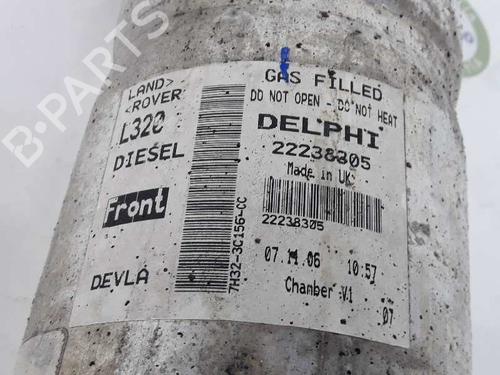 LAND>
<ROVER
L320
DIESEL
Front
DEVLA
7H32-3C156-CC
GAS FILLED
DO NOT OPEN - DO NOT HEAT
DELPHI
22238305
Made in UK
22238305
07.11.06 10:57
Chamber V1
07
B-PARTS